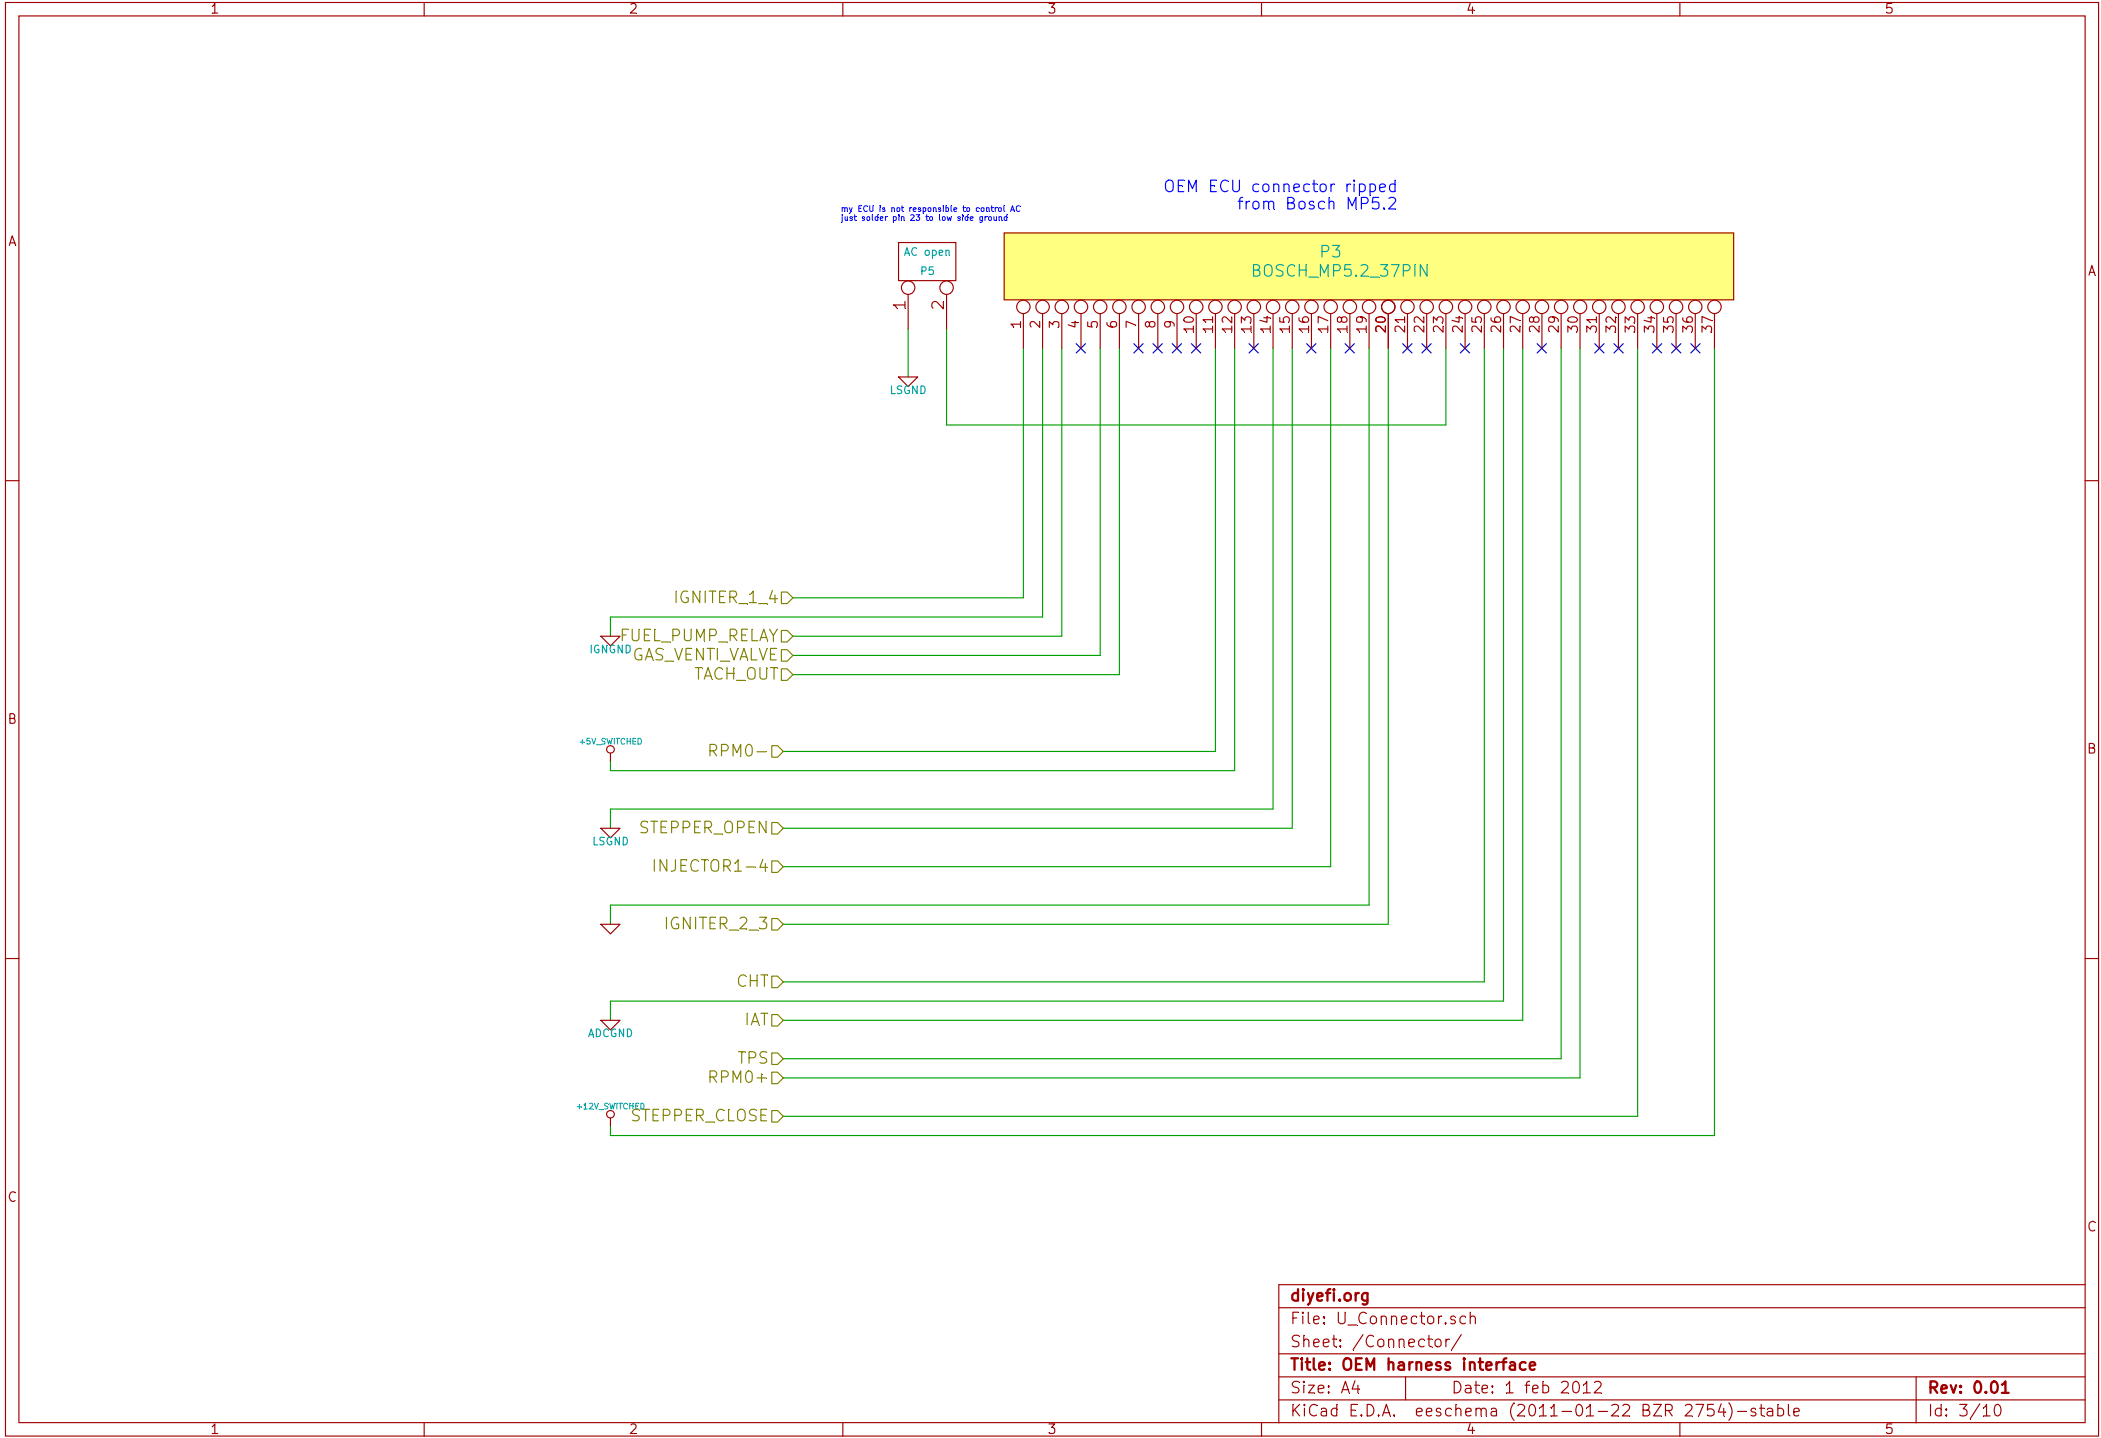 1 2 3 4 5
OEM ECU connector ripped
from Bosch MP5.2
my ECU is not responsible to control AC
just solder pin 23 to low side ground
A
A
AC open
P5
P3
BOSCH_MP5.2_37PIN
1 2
1 2 3 4 5 6 7 8 9 10 11 12 13 14 15 16 17 18 19 20 21 22 23 24 25 26 27 28 29 30 31 32 33 34 35 36 37
LSGND
IGNITER_1_4
FUEL_PUMP_RELAY
IGNGND
GAS_VENTI_VALVE
TACH_OUT
B
B
+5V_SWITCHED
RPM0-
STEPPER_OPEN
LSGND
INJECTOR1-4
IGNITER_2_3
CHT
IAT
ADCGND
TPS
RPM0+
+12V_SWITCHED
STEPPER_CLOSE
C
C
diyefi.org
File: U_Connector.sch
Sheet: /Connector/
Title: OEM harness interface
Size: A4 Date: 1 feb 2012 Rev: 0.01
KiCad E.D.A. eeschema (2011-01-22 BZR 2754)-stable Id: 3/10
1 2 3 4 5